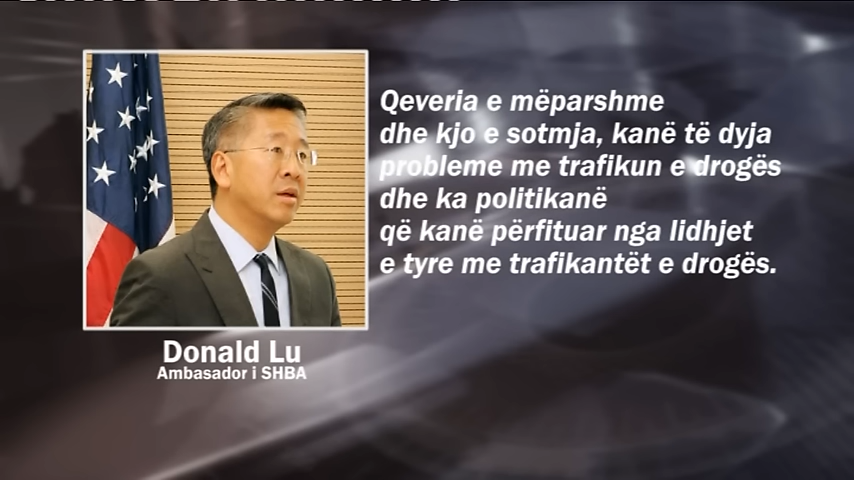 Qeveria e mëparshme
dhe kjo e sotmja, kanë të dyja
probleme me trafikun e drogës
dhe ka politikanë
që kanë përfituar nga lidhjet
e tyre me trafikantët e drogës.
Donald Lu
Ambasador i SHBA